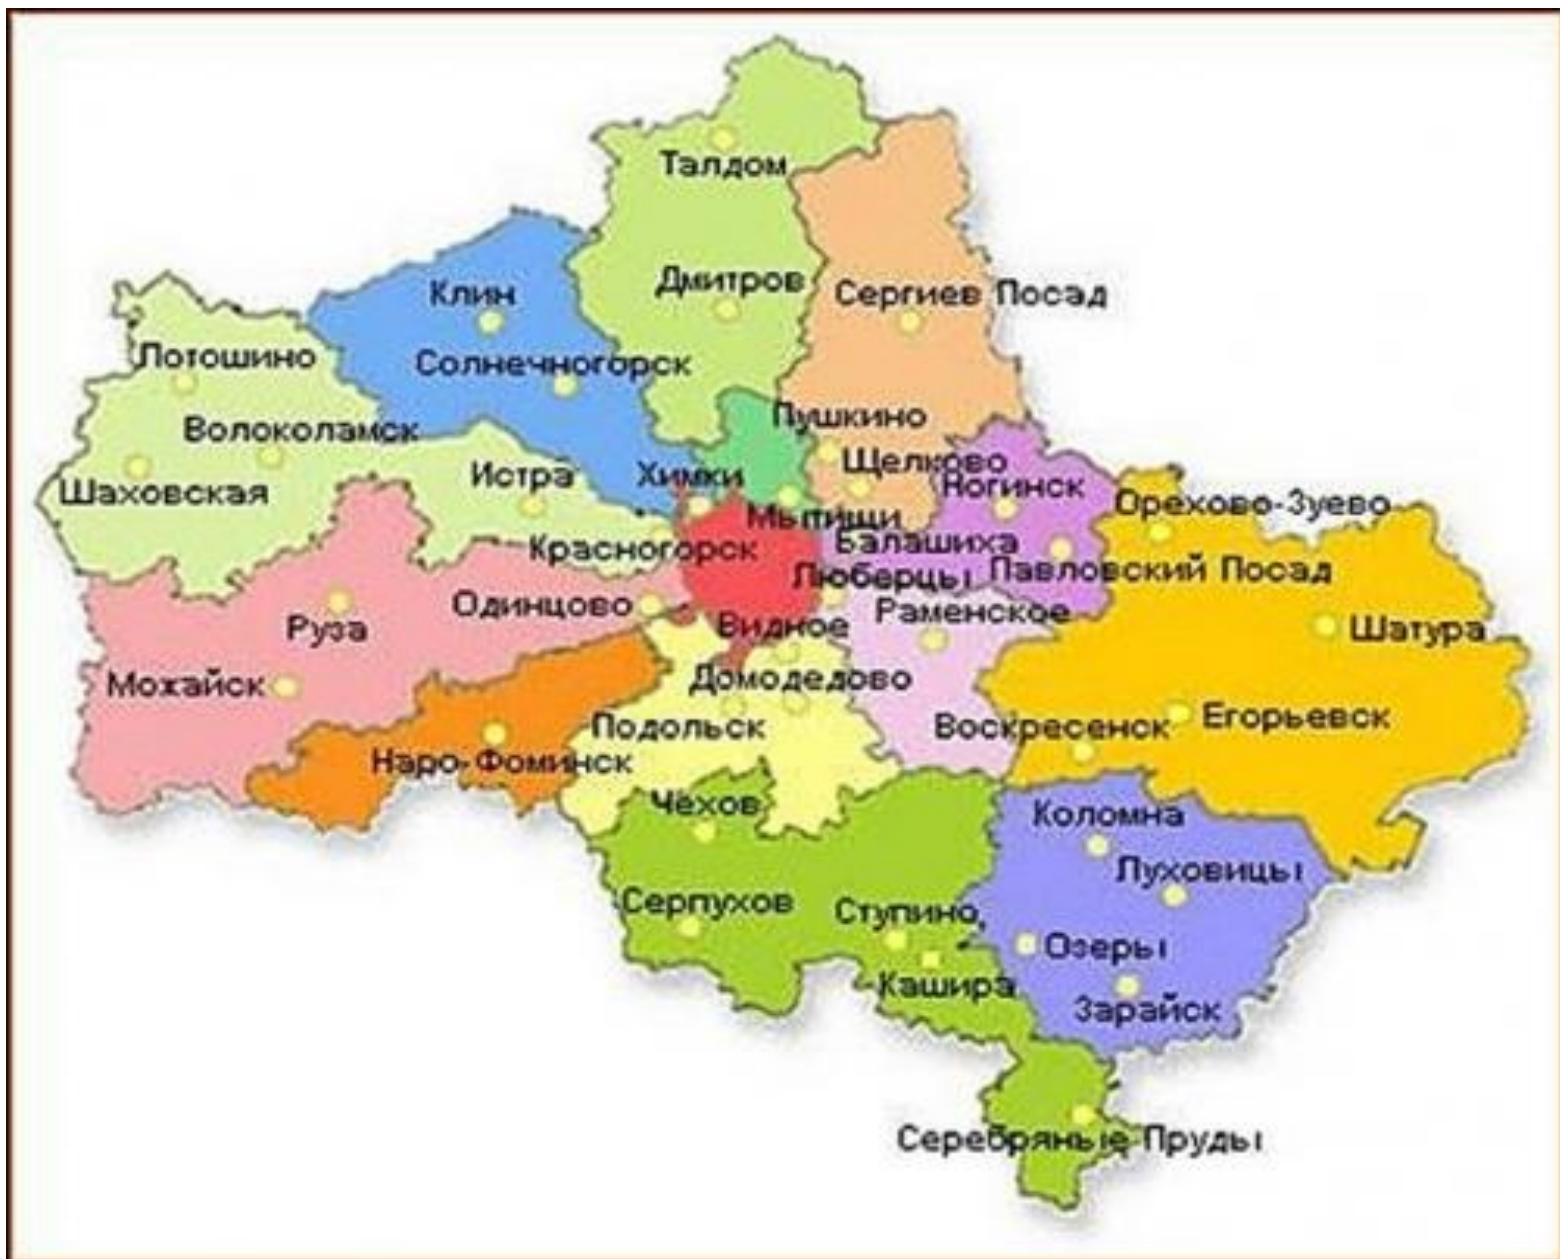 Талдом
Дмитров
Сергиев Посад
Клин
Солнечногорск
Лотошино
Волоколамск
Шаховская
Истра
Химки
Пушкино
Щелково
Ногинск
Орехово-Зуево
Мытищи
Красногорск
Балашиха
Люберцы
Павловский Посад
Одинцово
Раменское
Видное
Руза
Шатура
Можайск
Домодедово
Подольск
Воскресенск
Егорьевск
Наро-Фоминск
Чехов
Коломна
Луховицы
Серпухов
Ступино,
Озеры
Кашира
Зарайск
Серебряные Пруды